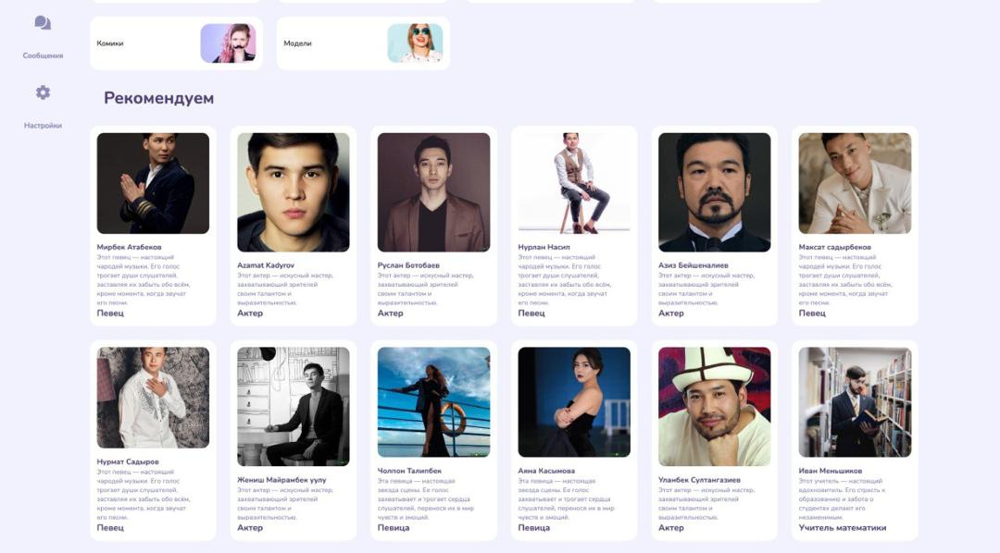 Сообщения
Настройки
Комики
Модели
Рекомендуем
Мирбек Атабеков
Этот певец — настоящий
чародей музыки. Его голос
трогает души слушателей,
заставляя их забыть обо всём,
кроме момента, когда звучат
его песни.
Певец
Azamat Kadyrov
Этот актер — искусный мастер,
захватывающий зрителей
своим талантом и
выразительностью.
Актер
Руслан Ботобаев
Этот актер — искусный мастер,
захватывающий зрителей
своим талантом и
выразительностью.
Актер
Нурлан Насип
Этот певец — настоящий
чародей музыки. Его голос
трогает души слушателей,
заставляя их забыть обо всём,
кроме момента, когда звучат
его песни.
Певец
Азиз Бейшеналиев
Этот актер — искусный мастер,
захватывающий зрителей
своим талантом и
выразительностью.
Актер
Максат садырбеков
Этот певец — настоящий
чародей музыки. Его голос
трогает души слушателей,
заставляя их забыть обо всём,
кроме момента, когда звучат
его песни.
Певец
Нурмат Садыров
Этот певец — настоящий
чародей музыки. Его голос
трогает души слушателей,
заставляя их забыть обо всём,
кроме момента, когда звучат
его песни.
Певец
Жениш Майрамбек уулу
Этот актер — искусный мастер,
захватывающий зрителей
своим талантом и
выразительностью.
Актер
Чолпон Талипбек
Эта певица — настоящая
звезда сцены. Ее голос
захватывает и трогает сердца
слушателей, перенося их в мир
чувств и эмоций.
Певица
Аяна Касымова
Эта певица — настоящая
звезда сцены. Ее голос
захватывает и трогает сердца
слушателей, перенося их в мир
чувств и эмоций.
Певица
Уланбек Султангазиев
Этот актер — искусный мастер,
захватывающий зрителей
своим талантом и
выразительностью.
Актер
Иван Меньшиков
Этот учитель — настоящий
вдохновитель. Его страсть к
образованию и забота о
студентах делают его
незаменимым.
Учитель математики